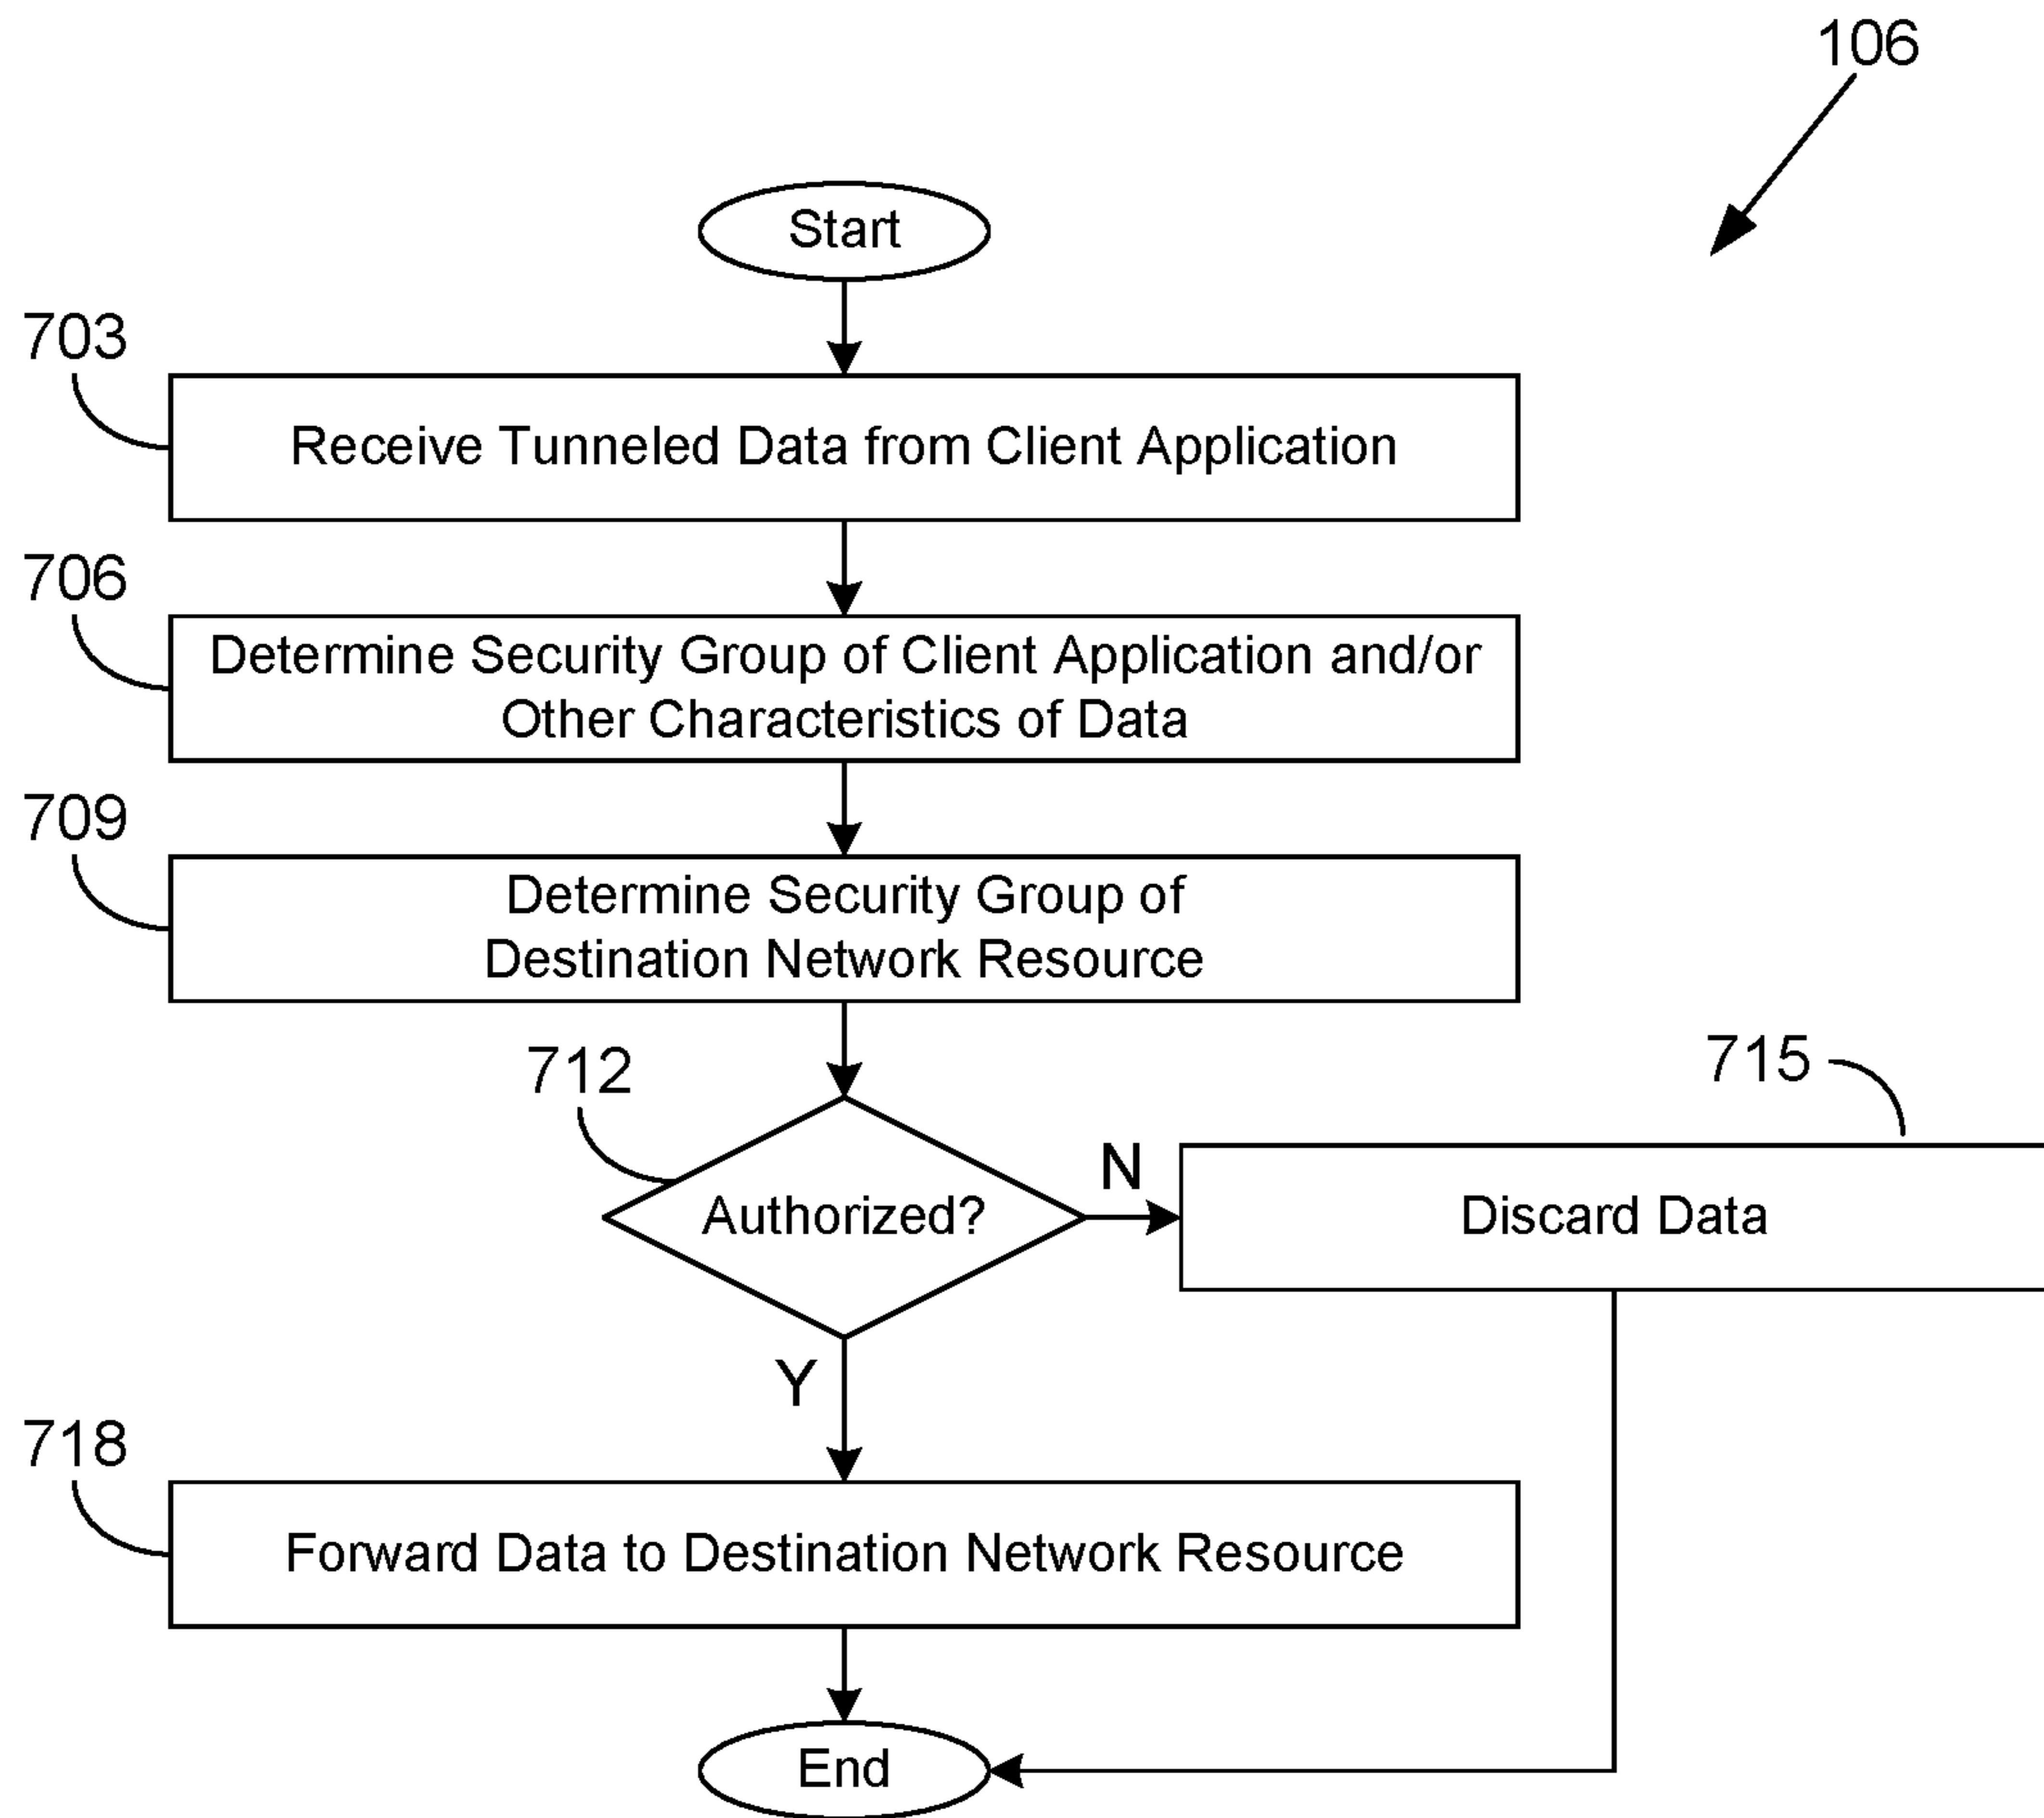 106
Start
703
Receive Tunneled Data from Client Application
706
Determine Security Group of Client Application and/or
Other Characteristics of Data
709
Determine Security Group of
Destination Network Resource
712
715
Authorized?
N
Discard Data
Y
718
Forward Data to Destination Network Resource
End